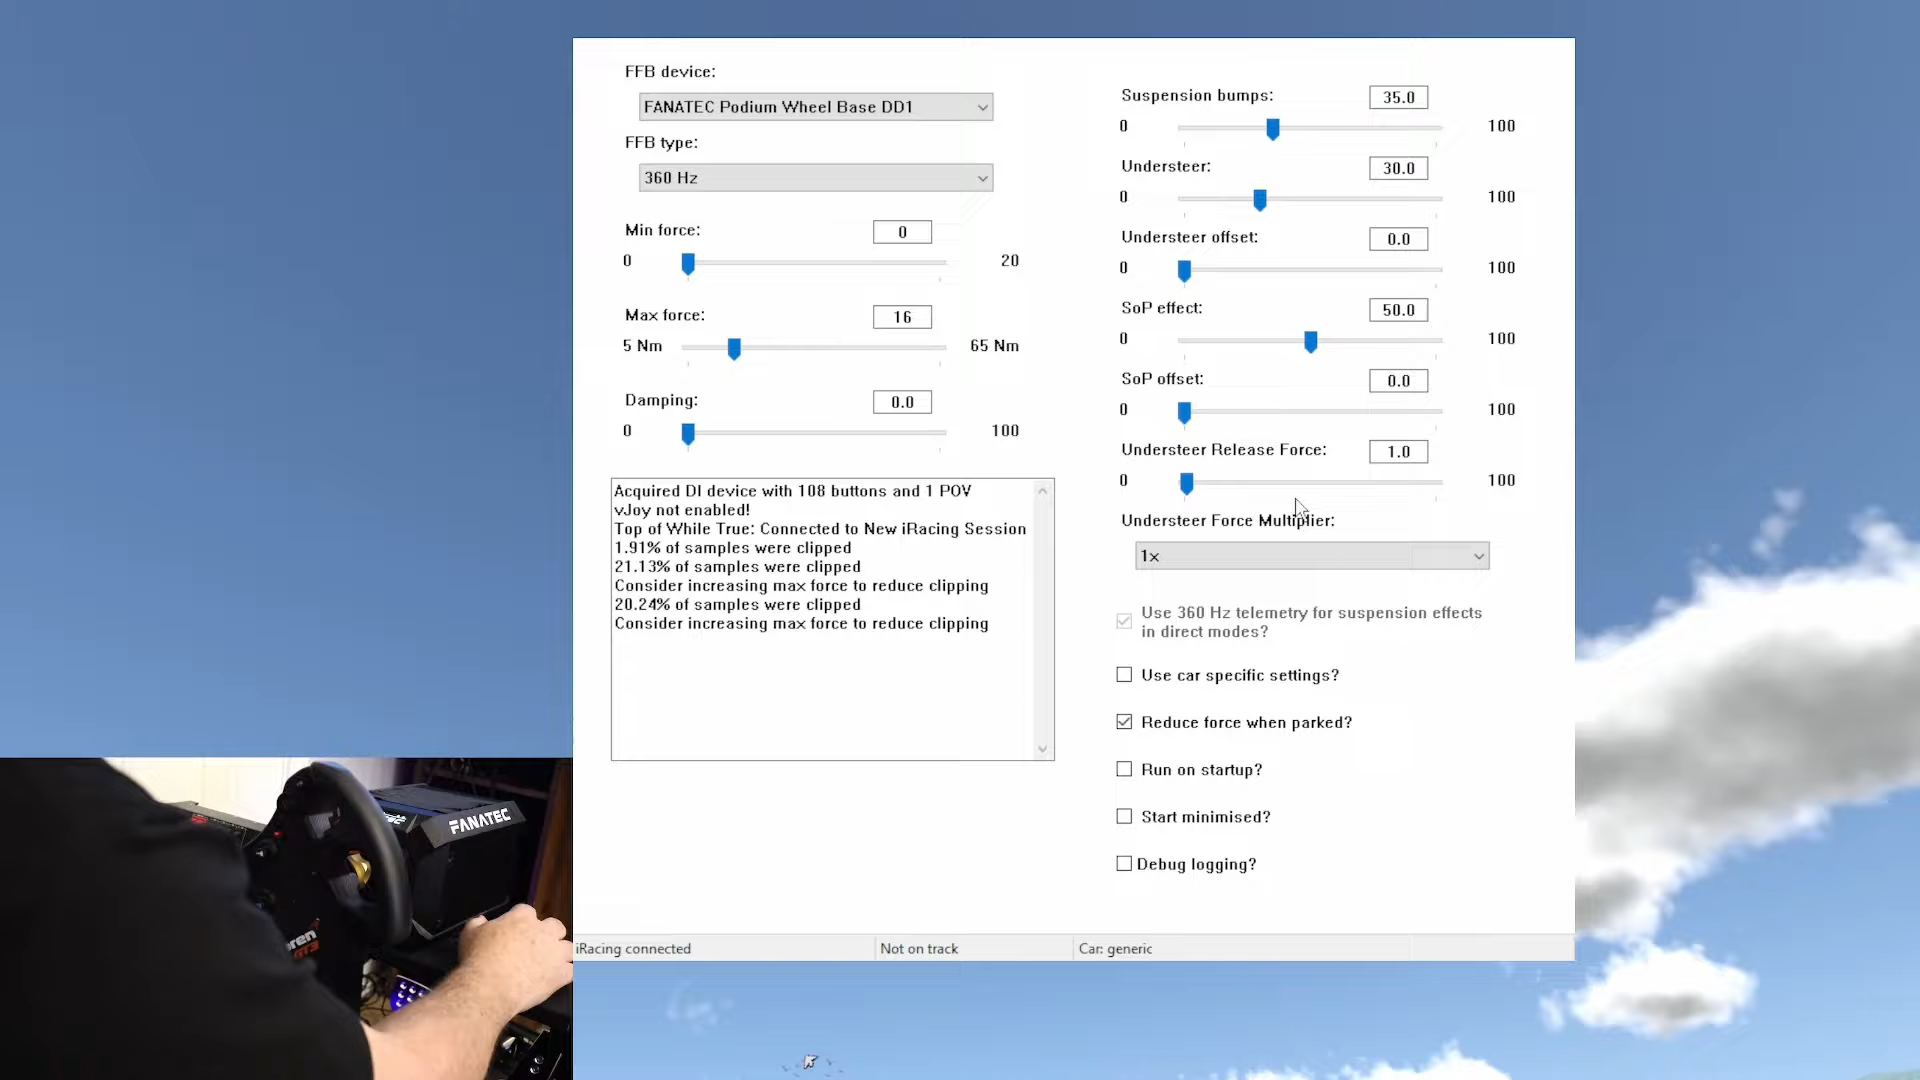 FFB device:
FANATEC Podium Wheel Base DD1
FFB type:
360 Hz
Min force:
0
0
20
Max force:
16
5 Nm
65 Nm
Damping:
0.0
0
100
Acquired DI device with 108 buttons and 1 POV
vJoy not enabled!
Top of While True: Connected to New iRacing Session
1.91% of samples were clipped
21.13% of samples were clipped
Consider increasing max force to reduce clipping
20.24% of samples were clipped
Consider increasing max force to reduce clipping
Suspension bumps:
35.0
0
100
Understeer:
30.0
0
100
Understeer offset:
0.0
0
100
SoP effect:
50.0
0
100
SoP offset:
0.0
0
100
Understeer Release Force:
1.0
0
100
Understeer Force Multiplier:
1x
Use 360 Hz telemetry for suspension effects
in direct modes?
Use car specific settings?
Reduce force when parked?
Run on startup?
Start minimised?
Debug logging?
iRacing connected
Not on track
Car: generic
FANATEC
GT3